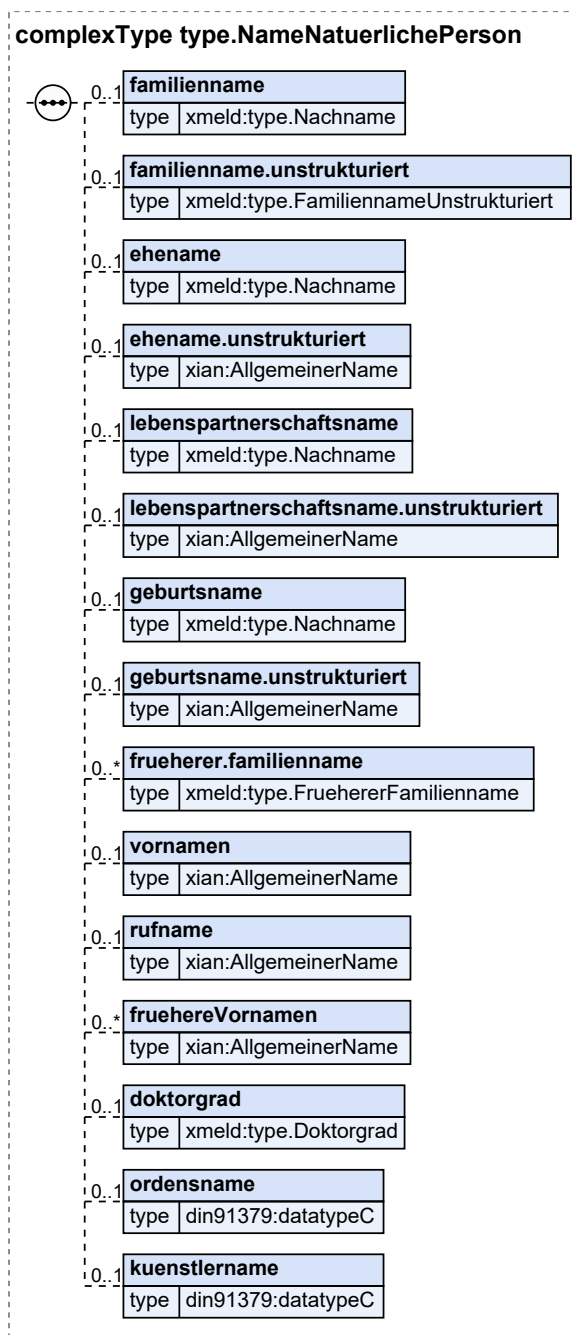 complexType type.NameNatuerlichePerson
0..1 familienname
type xmeld:type.Nachname
0..1 familienname.unstrukturiert
type xmeld:type.FamiliennameUnstrukturiert
0..1 ehename
type xmeld:type.Nachname
0..1 ehename.unstrukturiert
type xian:AllgemeinerName
0..1 lebenspartnerschaftsname
type xmeld:type.Nachname
0..1 lebenspartnerschaftsname.unstrukturiert
type xian:AllgemeinerName
0..1 geburtsname
type xmeld:type.Nachname
0..1 geburtsname.unstrukturiert
type xian:AllgemeinerName
0..* frueherer.familienname
type xmeld:type.FruehererFamilienname
0..1 vornamen
type xian:AllgemeinerName
0..1 rufname
type xian:AllgemeinerName
0..* fruehereVornamen
type xian:AllgemeinerName
0..1 doktorgrad
type xmeld:type.Doktorgrad
0..1 ordensname
type din91379:datatypeC
0..1 kuenstlername
type din91379:datatypeC